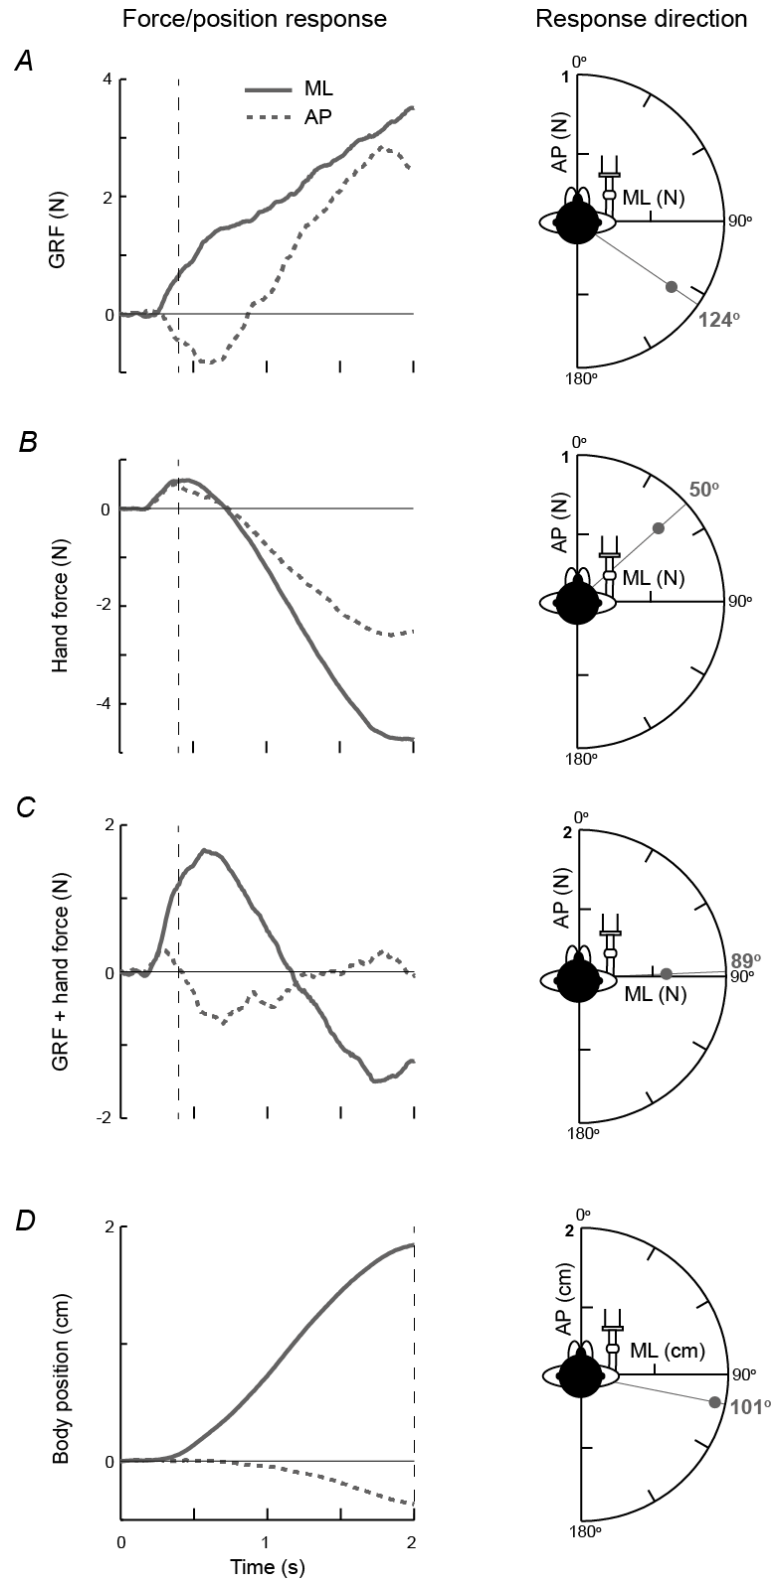 Force/position response
Response direction
A
4
2
0
GRF (N)
ML
AP
0º
1
AP (N)
ML (N)
90º
124º
180º
B
0
-2
-4
Hand force (N)
0º
1
AP (N)
50º
ML (N)
90º
180º
C
2
0
-2
GRF + hand force (N)
0º
2
AP (N)
89º
90º
ML (N)
180º
D
2
0
Body position (cm)
0
1
2
Time (s)
0º
2
AP (cm)
ML (cm)
90º
101º
180º